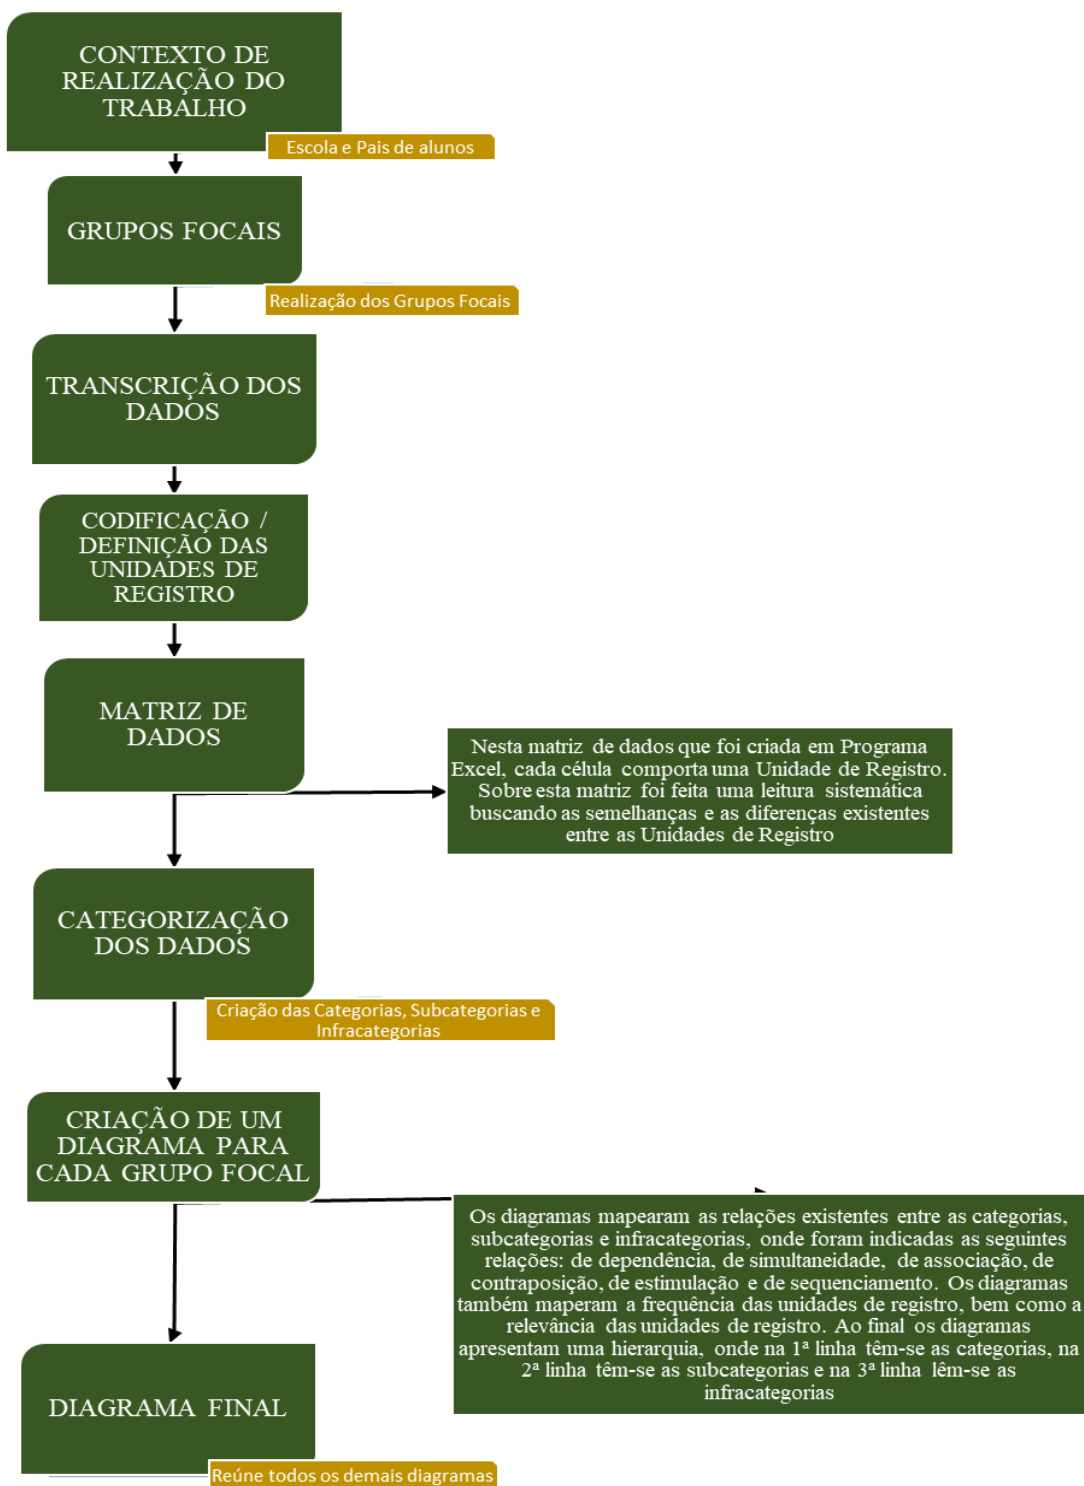 CONTEXTO DE
REALIZAÇÃO DO
TRABALHO
Escola e Pais de alunos
GRUPOS FOCAIS
Realização dos Grupos Focais
TRANSCRIÇÃO DOS
DADOS
CODIFICAÇÃO /
DEFINIÇÃO DAS
UNIDADES DE
REGISTRO
MATRIZ DE
DADOS
Nesta matriz de dados que foi criada em Programa
Excel, cada célula comporta uma Unidade de Registro.
Sobre esta matriz foi feita uma leitura sistemática
buscando as semelhanças e as diferenças existentes
entre as Unidades de Registro
CATEGORIZAÇÃO
DOS DADOS
Criação das Categorias, Subcategorias e
Infracategorias
CRIAÇÃO DE UM
DIAGRAMA PARA
CADA GRUPO FOCAL
Os diagramas mapearam as relações existentes entre as categorias,
subcategorias e infracategorias, onde foram indicadas as seguintes
relações: de dependência, de simultaneidade, de associação, de
contraposição, de estimulação e de sequenciamento. Os diagramas
também maperam a frequência das unidades de registro, bem como a
relevância das unidades de registro. Ao final os diagramas
apresentam uma hierarquia, onde na 1ª linha têm-se as categorias, na
2ª linha têm-se as subcategorias e na 3ª linha lêm-se as
infracategorias
DIAGRAMA FINAL
Reúne todos os demais diagramas